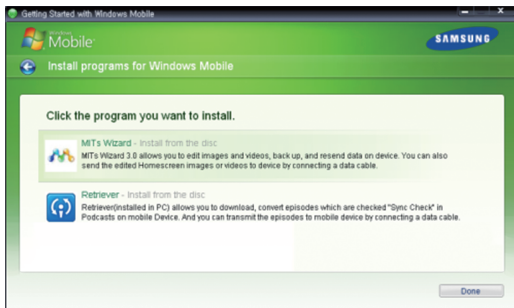 Getting Started with Windows Mobile
Windows
Mobile
SAMSUNG
Install programs for Windows Mobile
Click the program you want to install.
MITs Wizard - Install from the disc
MITs Wizard 3.0 allows you to edit images and videos, back up, and resend data on device. You can also
send the edited Homescreen images or videos to device by connecting a data cable.
Retriever - Install from the disc
Retriever(installed in PC) allows you to download, convert episodes which are checked "Sync Check" in
Podcasts on mobile Device. And you can transmit the episodes to mobile device by connecting a data cable.
Done